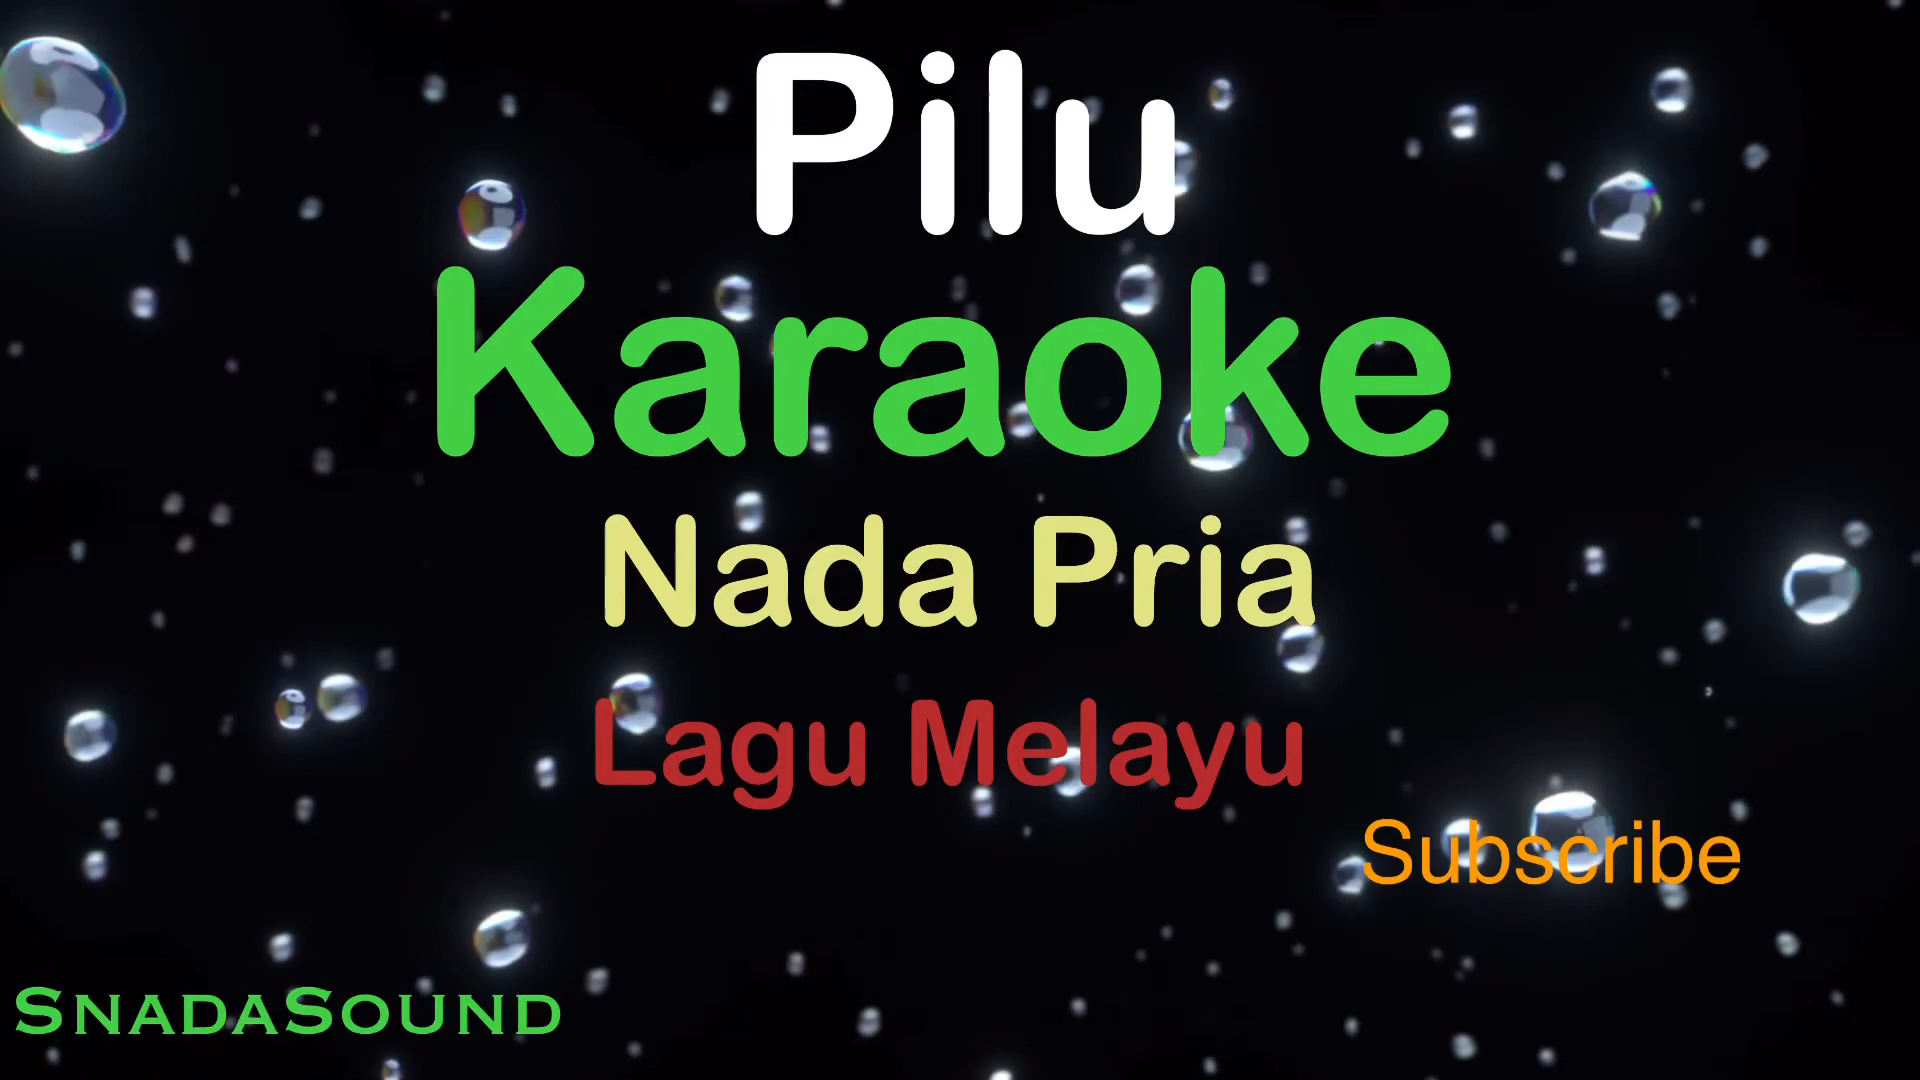 Pilu
Karaoke
Nada Pria
Lagu Melayu
Subscribe
SNADASOUND